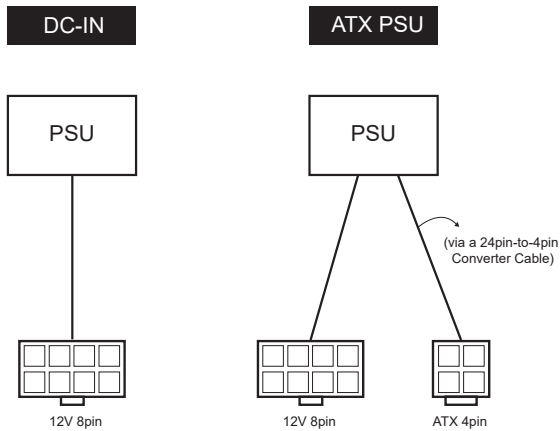 DC-IN
ATX PSU
PSU
PSU
(via a 24pin-to-4pin
Converter Cable)
12V 8pin
12V 8pin
ATX 4pin